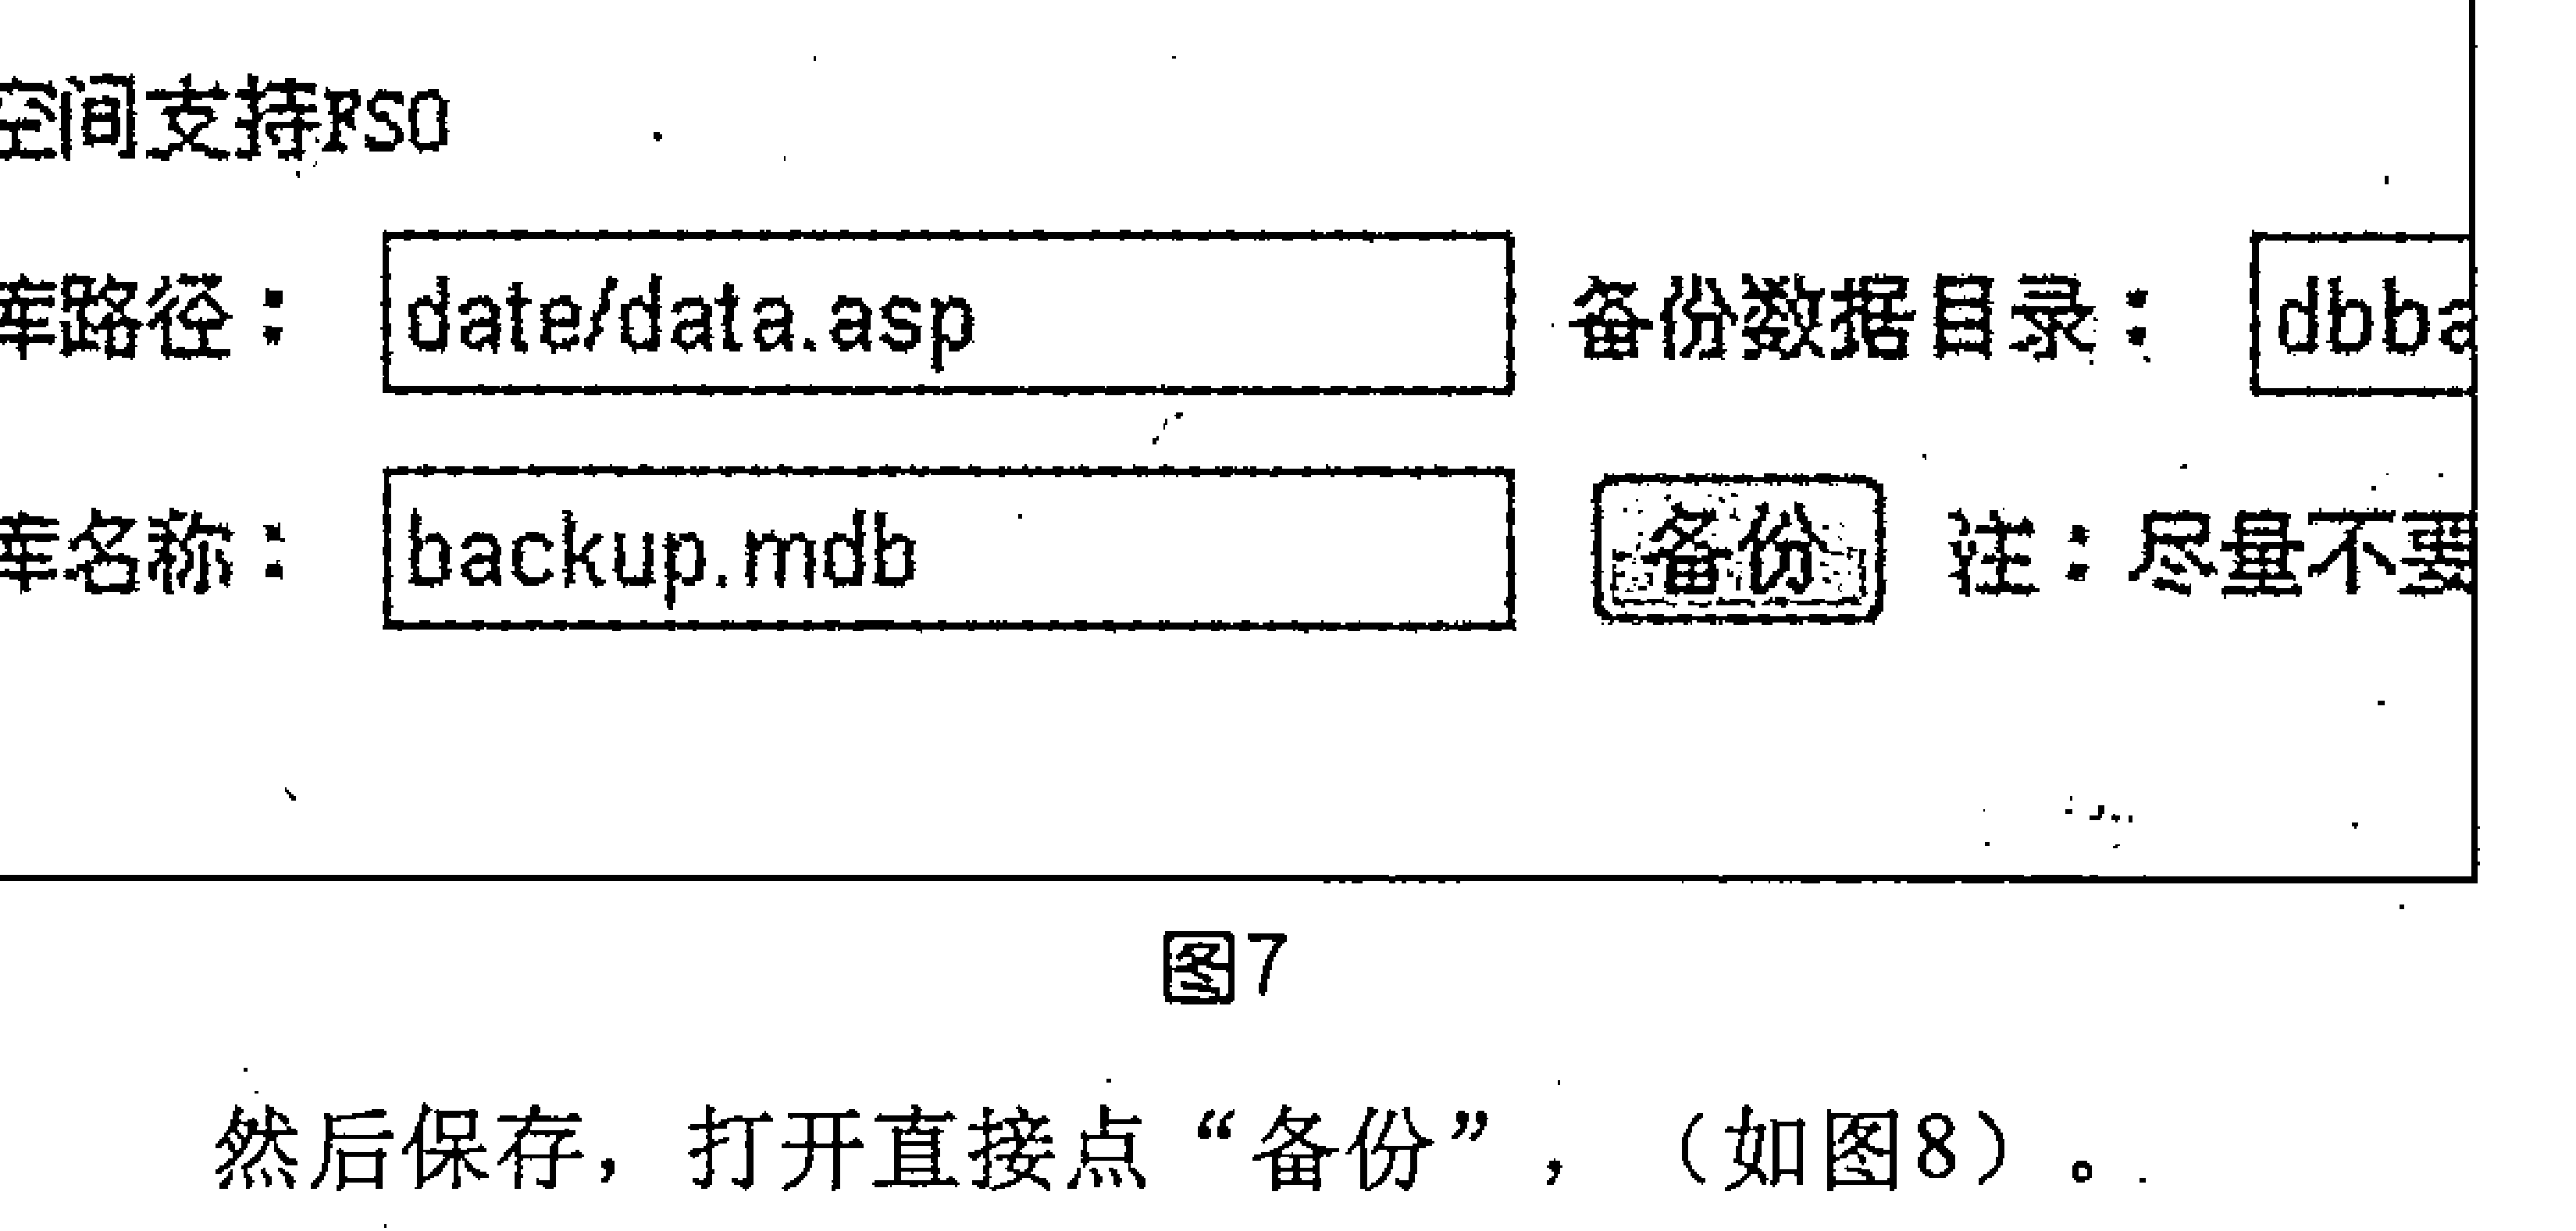 空间支持FSO
库路径： date/data.asp 备份数据目录： dbba
库名称： backup.mdb 备份 注：尽量不要
图7
然后保存，打开直接点“备份”，（如图8）。